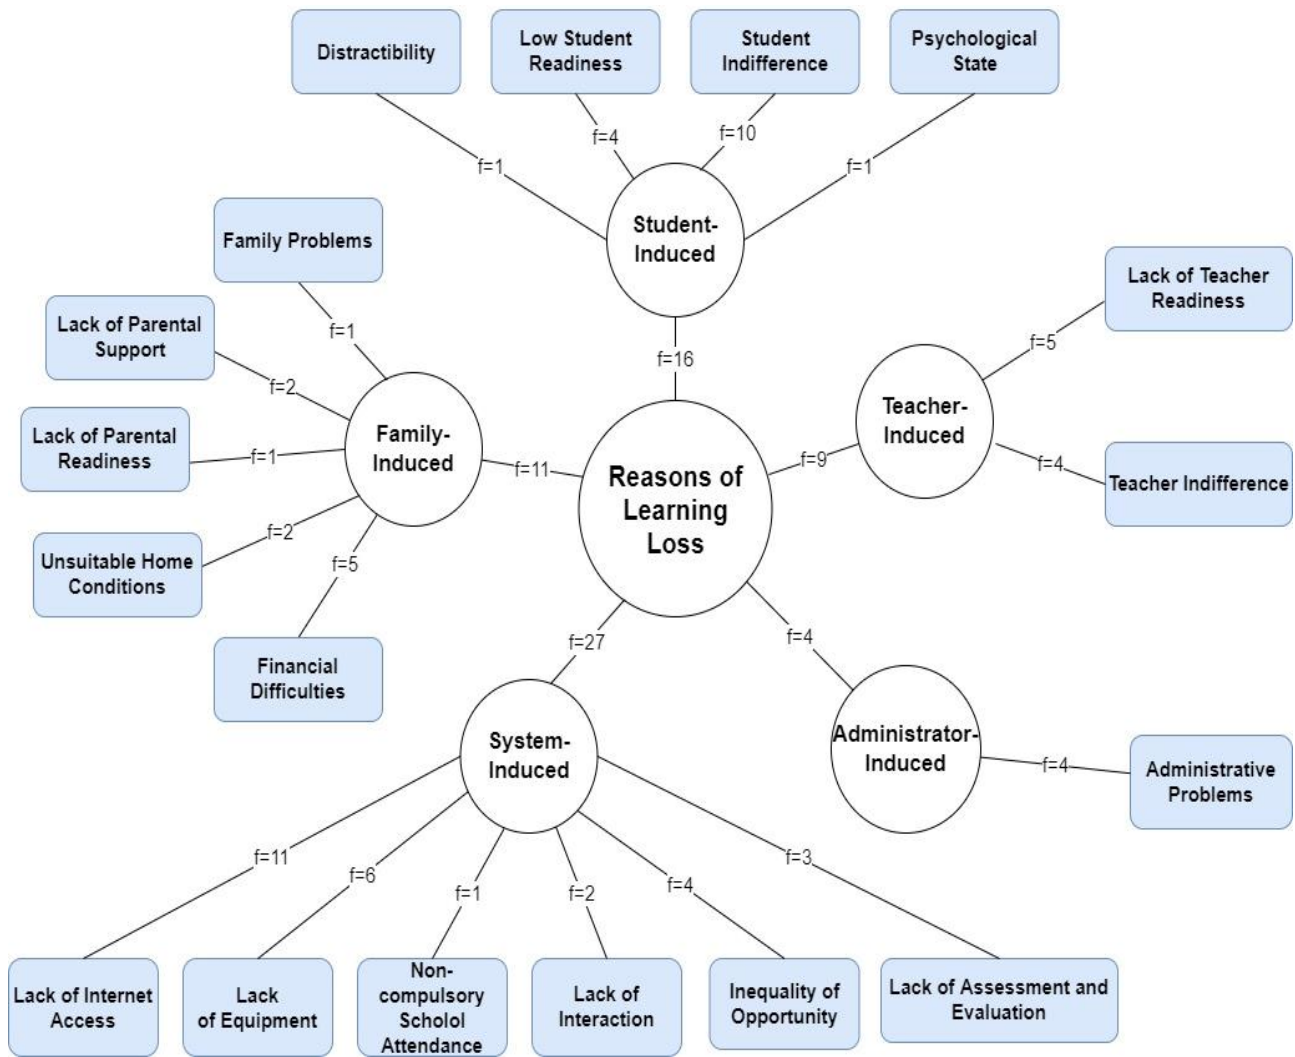 Distractibility
Low Student
Readiness
Student
Indifference
Psychological
State
f=1
f=4
f=10
f=1
Student-
Induced
f=16
Family Problems
Lack of Parental
Support
Lack of Parental
Readiness
Unsuitable Home
Conditions
Financial
Difficulties
f=1
f=2
f=1
f=2
f=5
Family-
Induced
f=11
Reasons of
Learning
Loss
f=9
Teacher-
Induced
f=5
f=4
Lack of Teacher
Readiness
Teacher Indifference
f=4
Administrator-
Induced
f=4
Administrative
Problems
f=27
System-
Induced
f=11
f=6
f=1
f=2
f=4
f=3
Lack of Internet
Access
Lack
of Equipment
Non-
compulsory
Scholol
Attendance
Lack of
Interaction
Inequality of
Opportunity
Lack of Assessment and
Evaluation